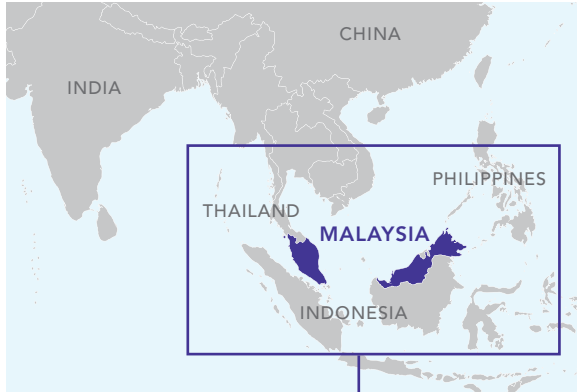 CHINA
INDIA
PHILIPPINES
THAILAND
MALAYSIA
INDONESIA